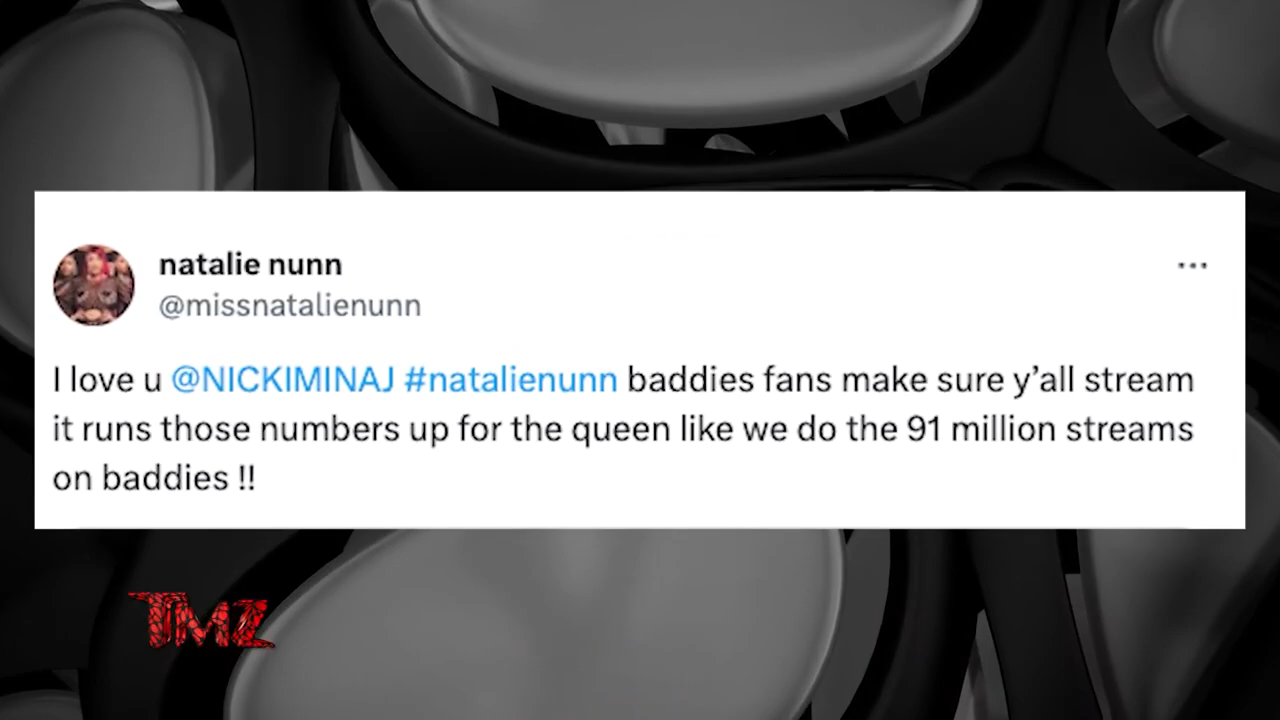 natalie nunn
@missnatalienunn
I love u @NICKIMINAJ #natalienunn baddies fans make sure y’all stream
it runs those numbers up for the queen like we do the 91 million streams
on baddies !!
TMZ